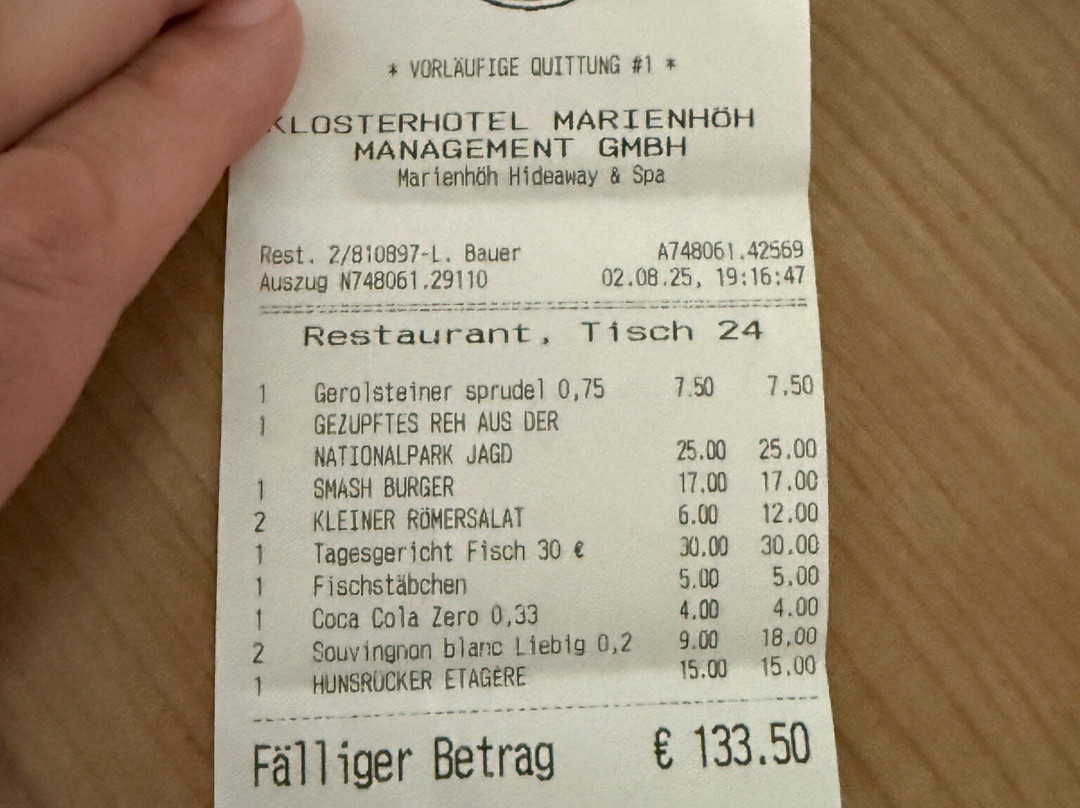 * VORLÄUFIGE QUITTUNG #1 *
KLOSTERHOTEL MARIENHÖH
MANAGEMENT GMBH
Marienhöh Hideaway & Spa
Rest. 2/810897-L. Bauer A748061.42569
Auszug N748061.29110 02.08.25, 19:16:47
Restaurant, Tisch 24
1 Gerolsteiner sprudel 0,75 7.50 7.50
1 GEZUPFTES REH AUS DER
NATIONALPARK JAGD 25.00 25.00
1 SMASH BURGER 17.00 17.00
2 KLEINER RÖMERSALAT 6.00 12.00
1 Tagesgericht Fisch 30 € 30.00 30.00
1 Fischstäbchen 5.00 5.00
1 Coca Cola Zero 0,33 4.00 4.00
2 Souvingnon blanc Liebig 0,2 9.00 18.00
1 HUNSRÜCKER ETAGÈRE 15.00 15.00
Fälliger Betrag € 133.50